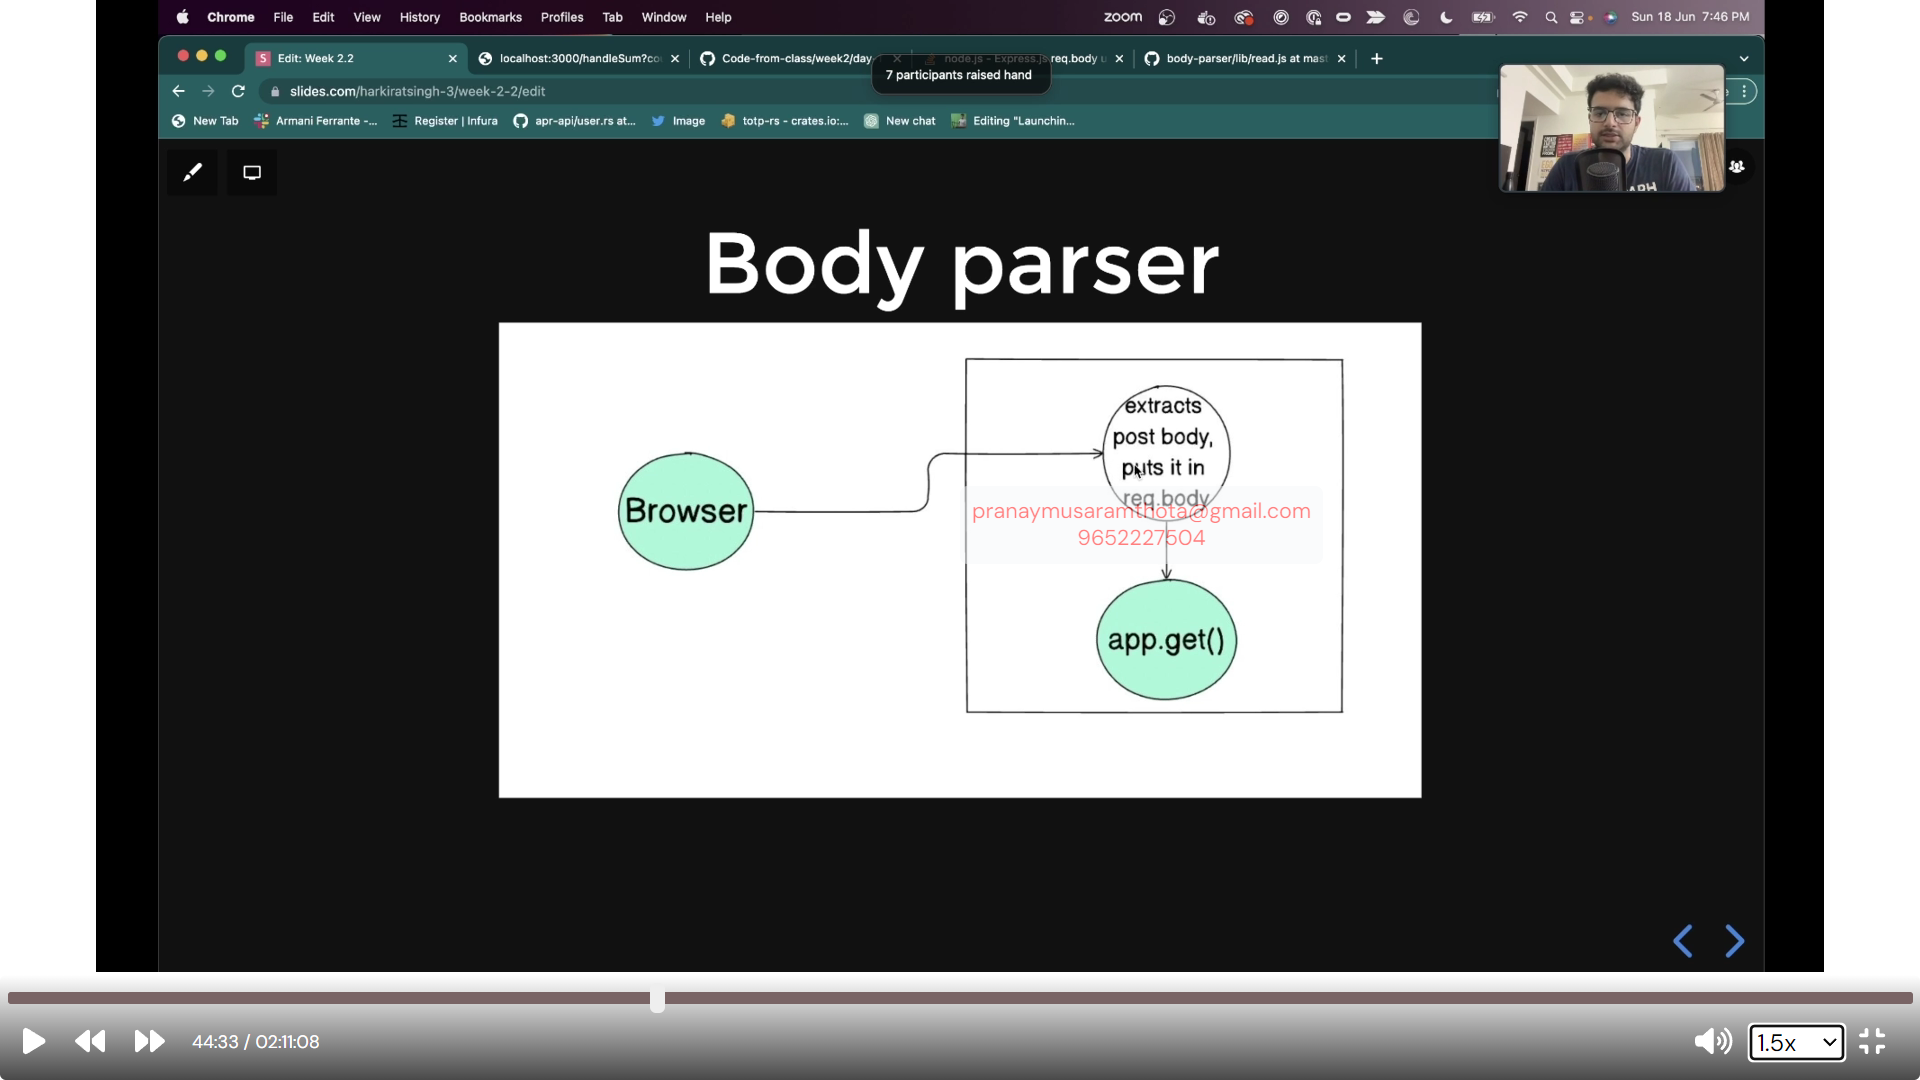 Chrome File Edit View History Bookmarks Profiles Tab Window Help
zoom
Sun 18 Jun 7:46 PM
S Edit: Week 2.2
localhost:3000/handleSum?co
Code-from-class/week2/day-
node.js - Express.js req.body u
body-parser/lib/read.js at mast
7 participants raised hand
slides.com/harkiratsingh-3/week-2-2/edit
New Tab
Armani Ferrante -...
Register | Infura
apr-api/user.rs at...
Image
totp-rs - crates.io:...
New chat
Editing "Launchin...
Body parser
extracts
post body,
puts it in
req.body
Browser
pranaymusaramthota@gmail.com
9652227504
app.get()
44:33 / 02:11:08
1.5x